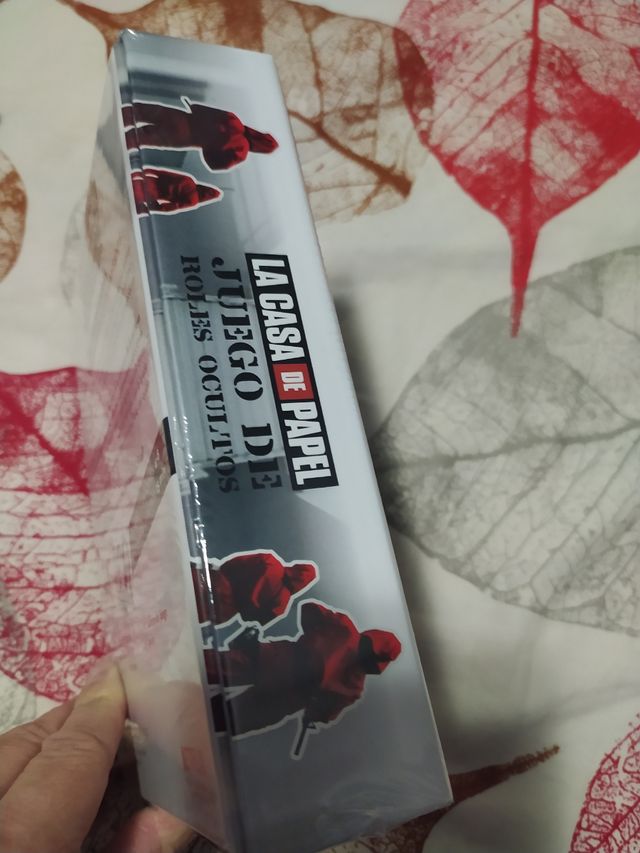 LA CASA DE PAPEL
JUEGO DE
ROLES OCULTOS